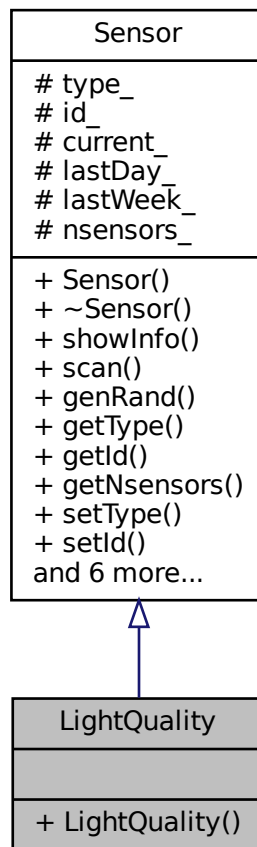 Sensor
# type_
# id_
# current_
# lastDay_
# lastWeek_
# nsensors_
+ Sensor()
+ ~Sensor()
+ showInfo()
+ scan()
+ genRand()
+ getType()
+ getId()
+ getNsensors()
+ setType()
+ setId()
and 6 more...
LightQuality
+ LightQuality()